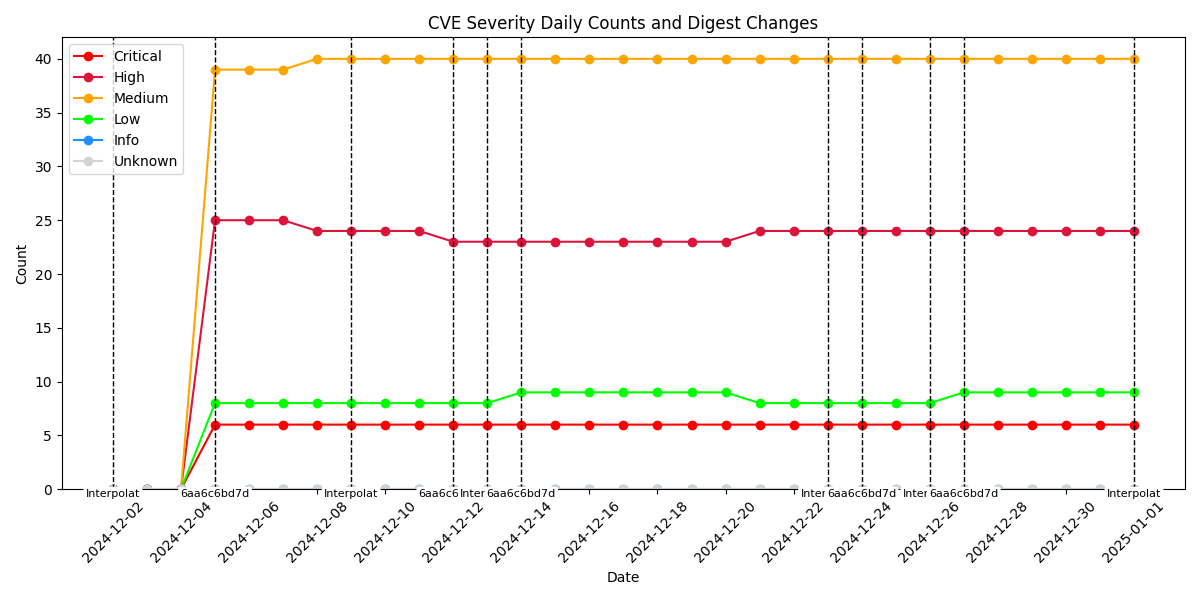 CVE Severity Daily Counts and Digest Changes
Critical
High
Medium
Low
Info
Unknown
Count
40
35
30
25
20
15
10
5
0
Interpolat
6aa6c6bd7d
Interpolat
6aa6c6
Inter
6aa6c6bd7d
Inter
6aa6c6bd7d
Inter
6aa6c6bd7d
Interpolat
2024-12-02
2024-12-04
2024-12-06
2024-12-08
2024-12-10
2024-12-12
2024-12-14
2024-12-16
2024-12-18
2024-12-20
2024-12-22
2024-12-24
2024-12-26
2024-12-28
2024-12-30
2025-01-01
Date